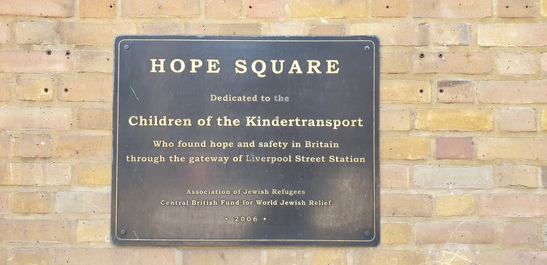 HOPE SQUARE
Dedicated to the
Children of the Kindertransport
Who found hope and safety in Britain
through the gateway of Liverpool Street Station
Association of Jewish Refugees
Central British Fund for World Jewish Relief
• 2006 •